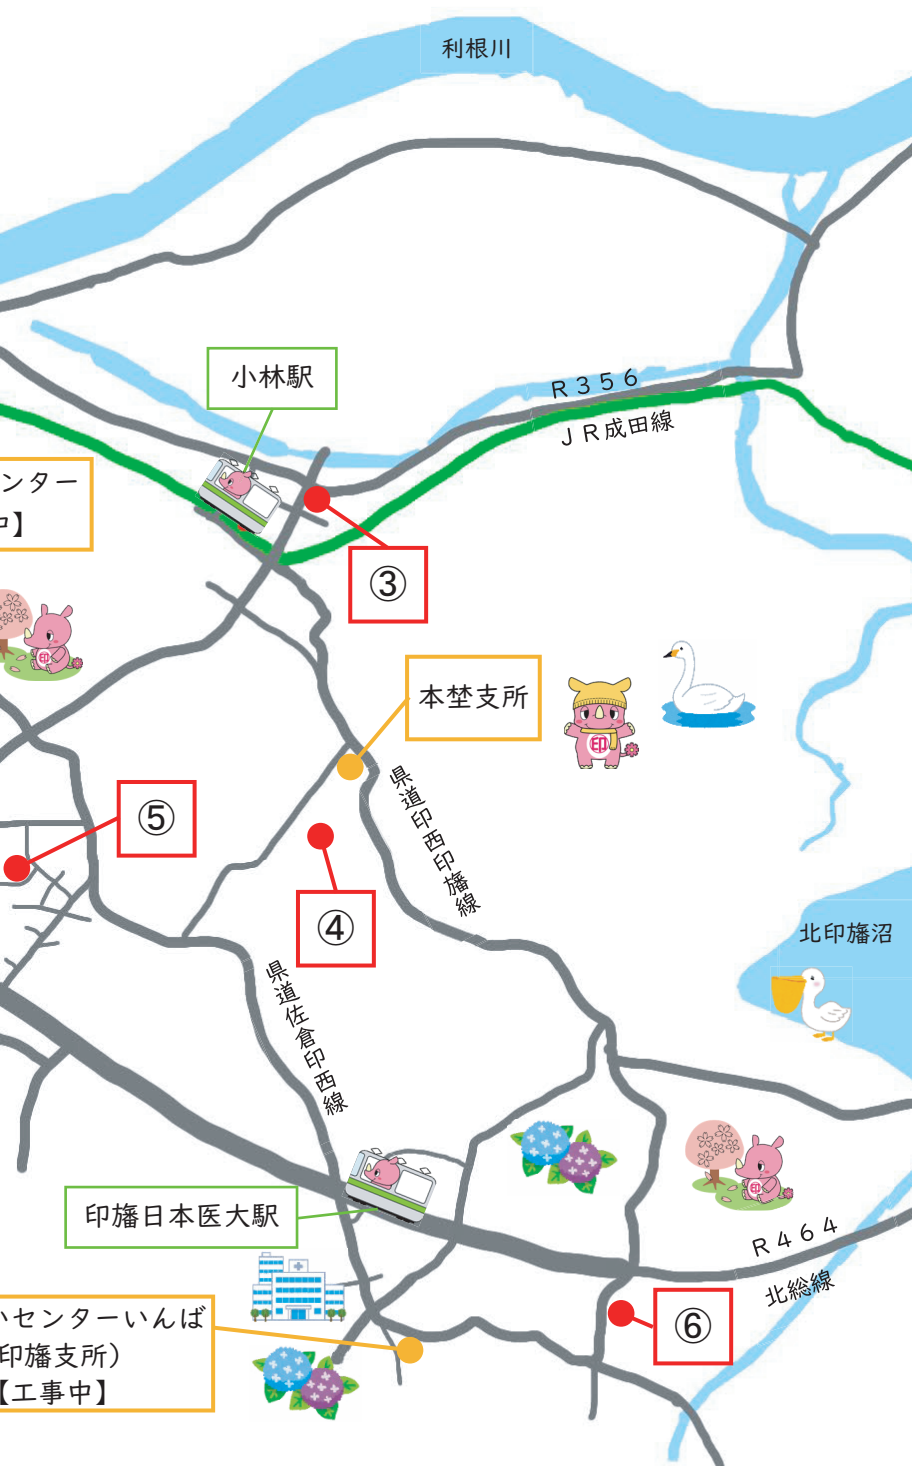 利根川
小林駅
R356
JR成田線
ンター
中】
③
本埜支所
印
印
⑤
県道印西印旛線
④
北印旛沼
県道佐倉印西線
印
印旛日本医大駅
R464
北総線
いセンターいんば
印旛支所）
【工事中】
⑥